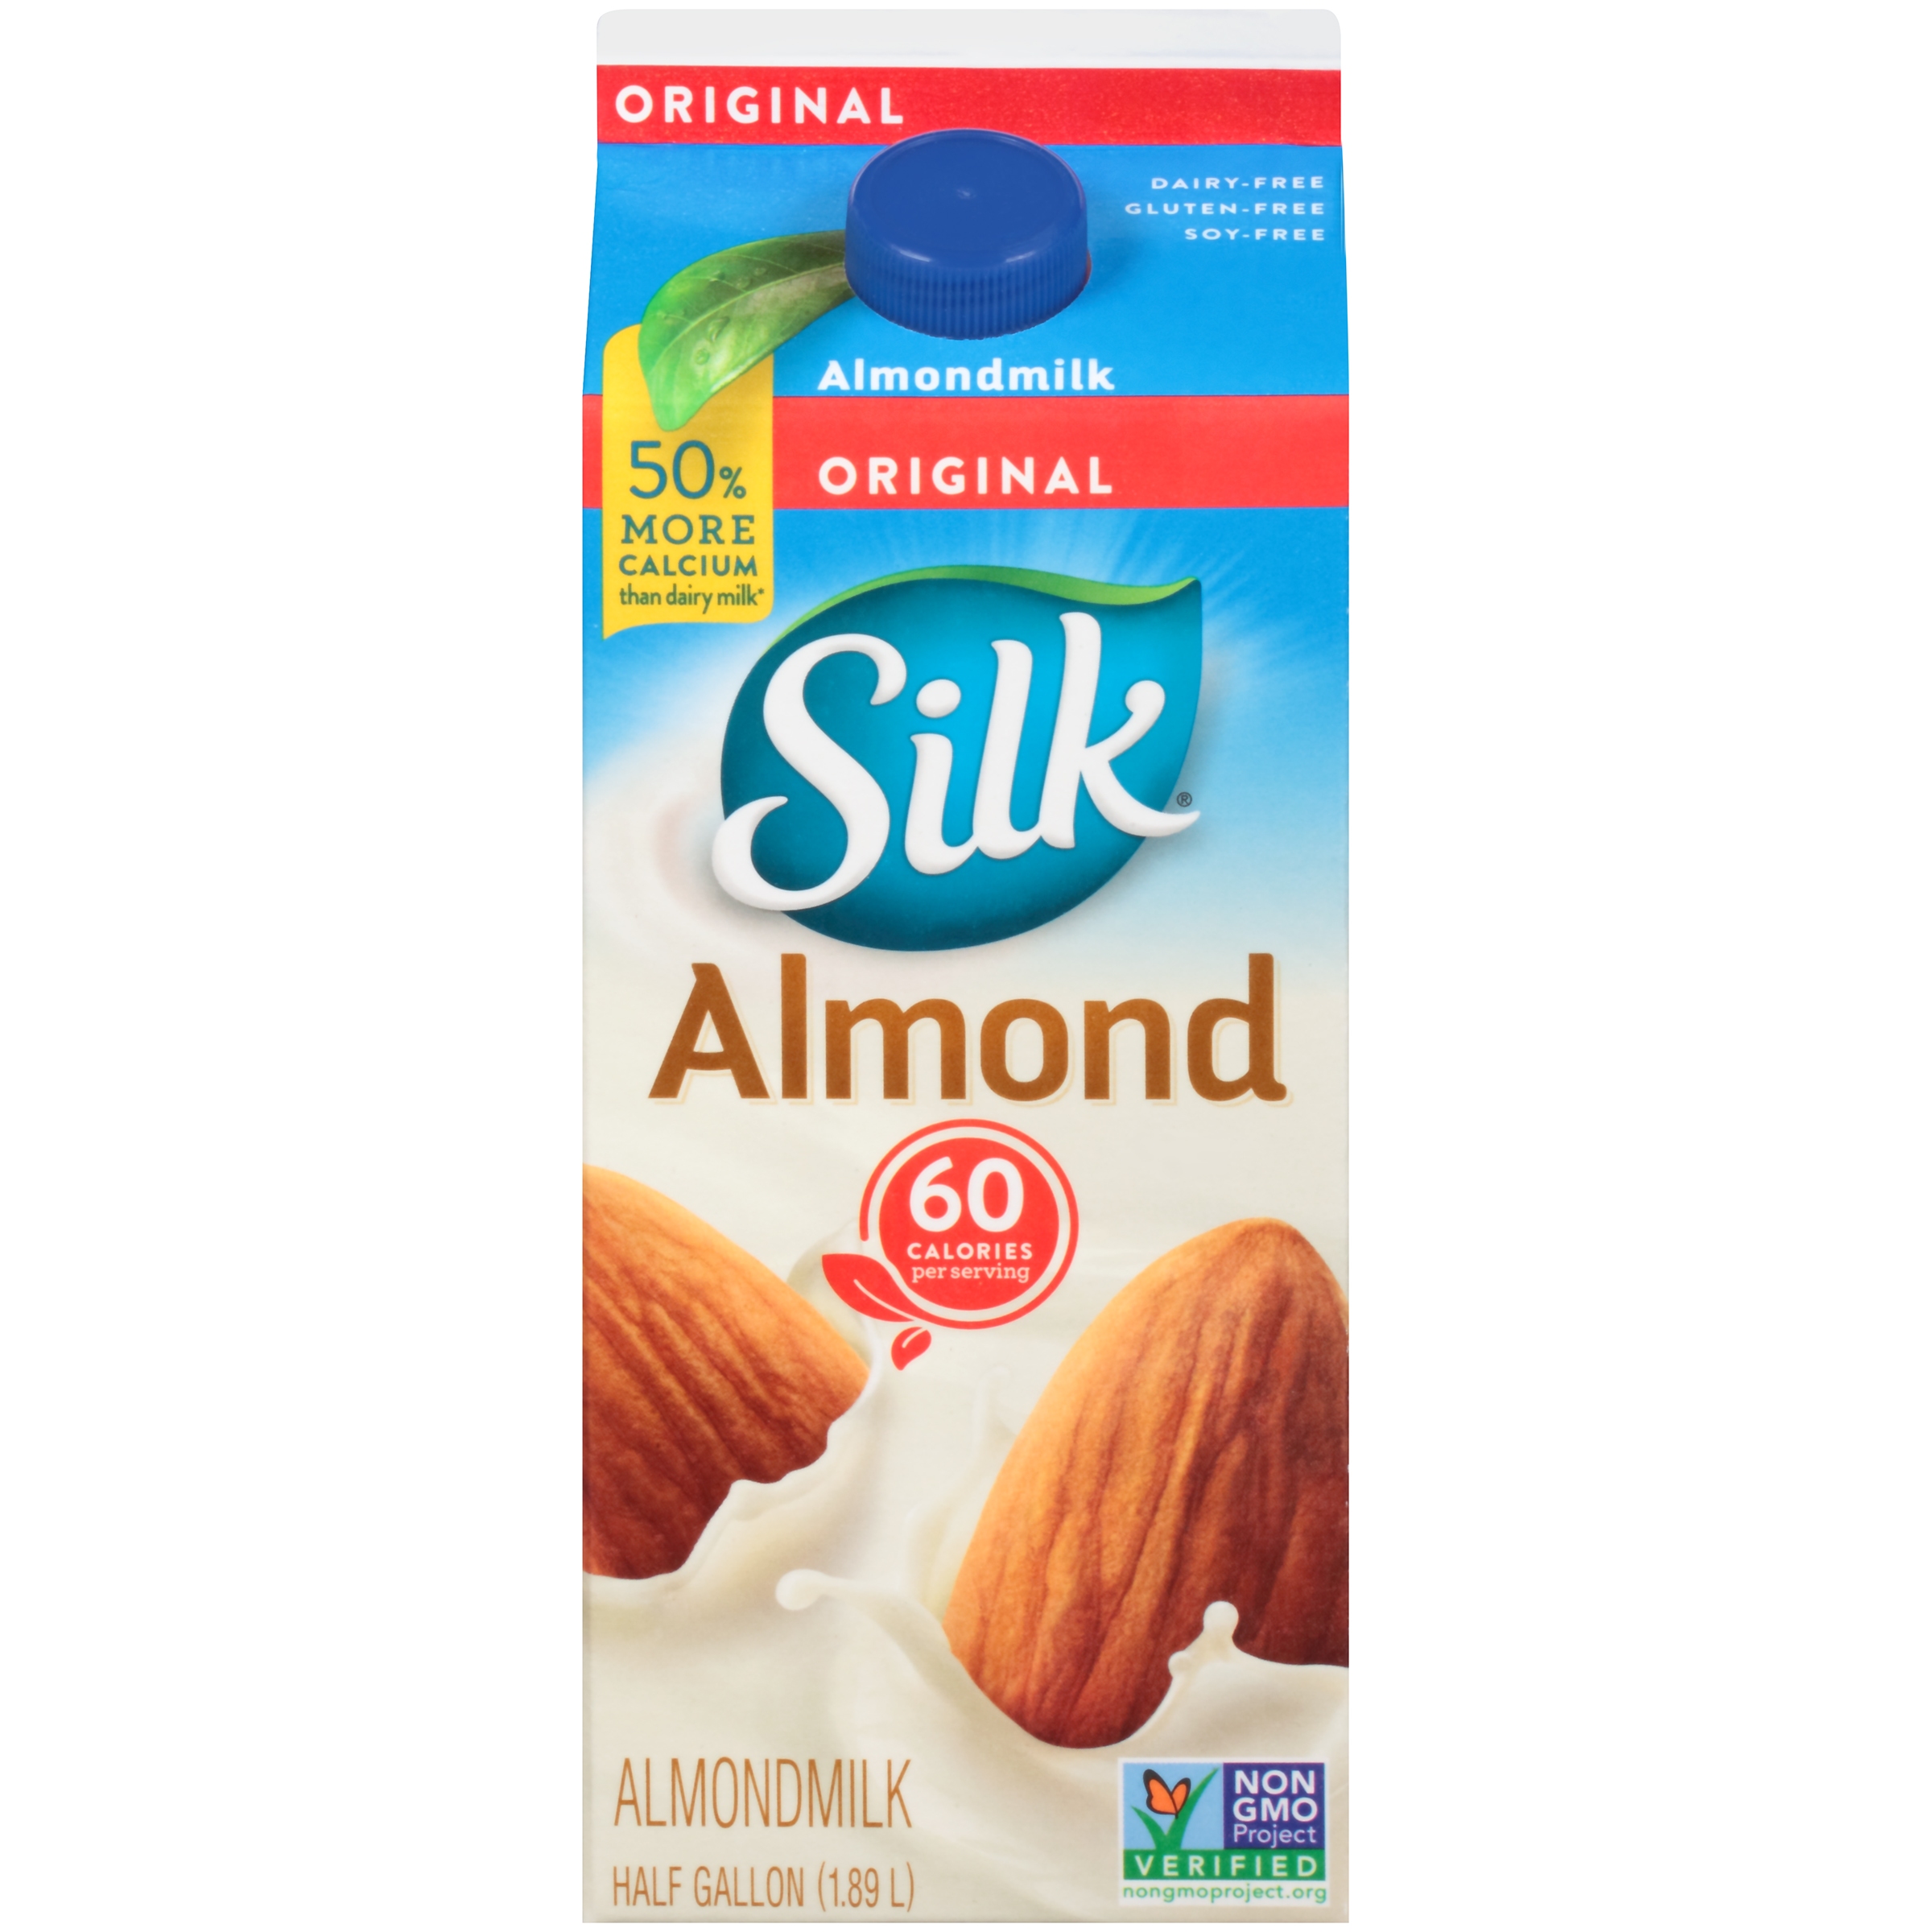 ORIGINAL
DAIRY-FREE
GLUTEN-FREE
SOY-FREE
Almondmilk
ORIGINAL
50%
MORE
CALCIUM
than dairy milk*
Silk®
Almond
60
CALORIES
per serving
ALMONDMILK
HALF GALLON (1.89 L)
NON
GMO
Project
VERIFIED
nongmoproject.org